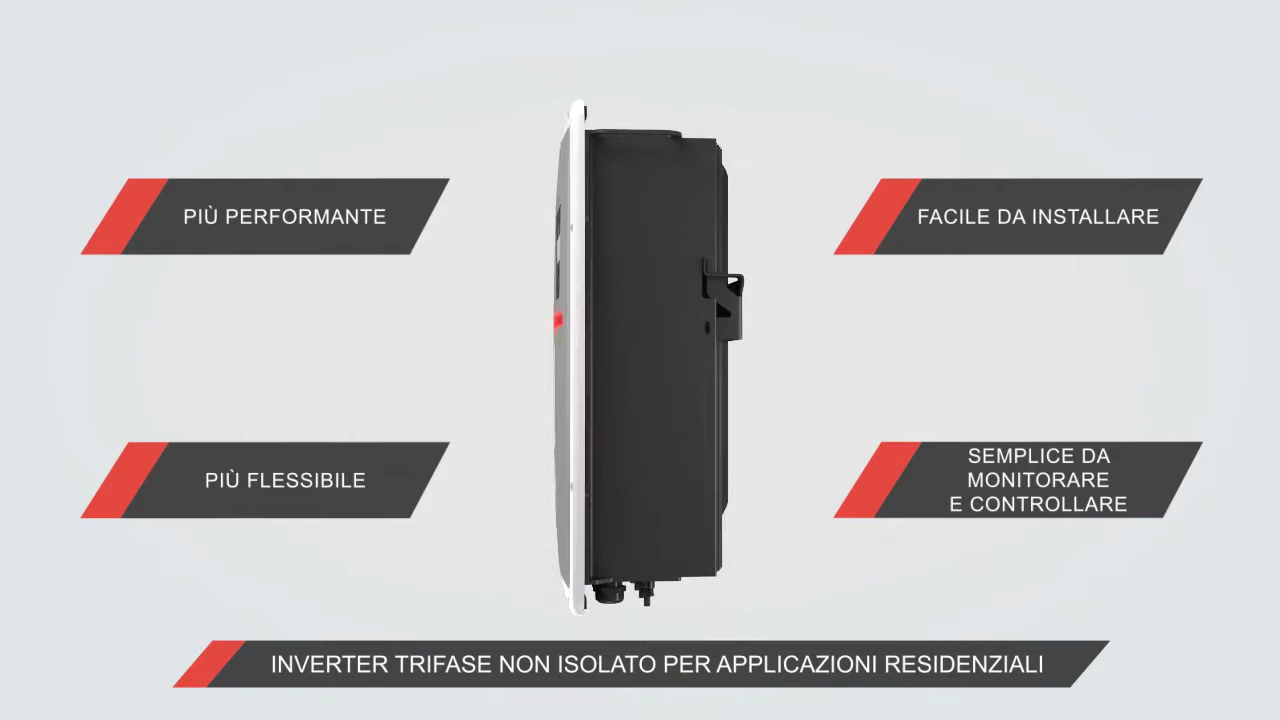 PIÙ PERFORMANTE
FACILE DA INSTALLARE
PIÙ FLESSIBILE
SEMPLICE DA
MONITORARE
E CONTROLLARE
INVERTER TRIFASE NON ISOLATO PER APPLICAZIONI RESIDENZIALI